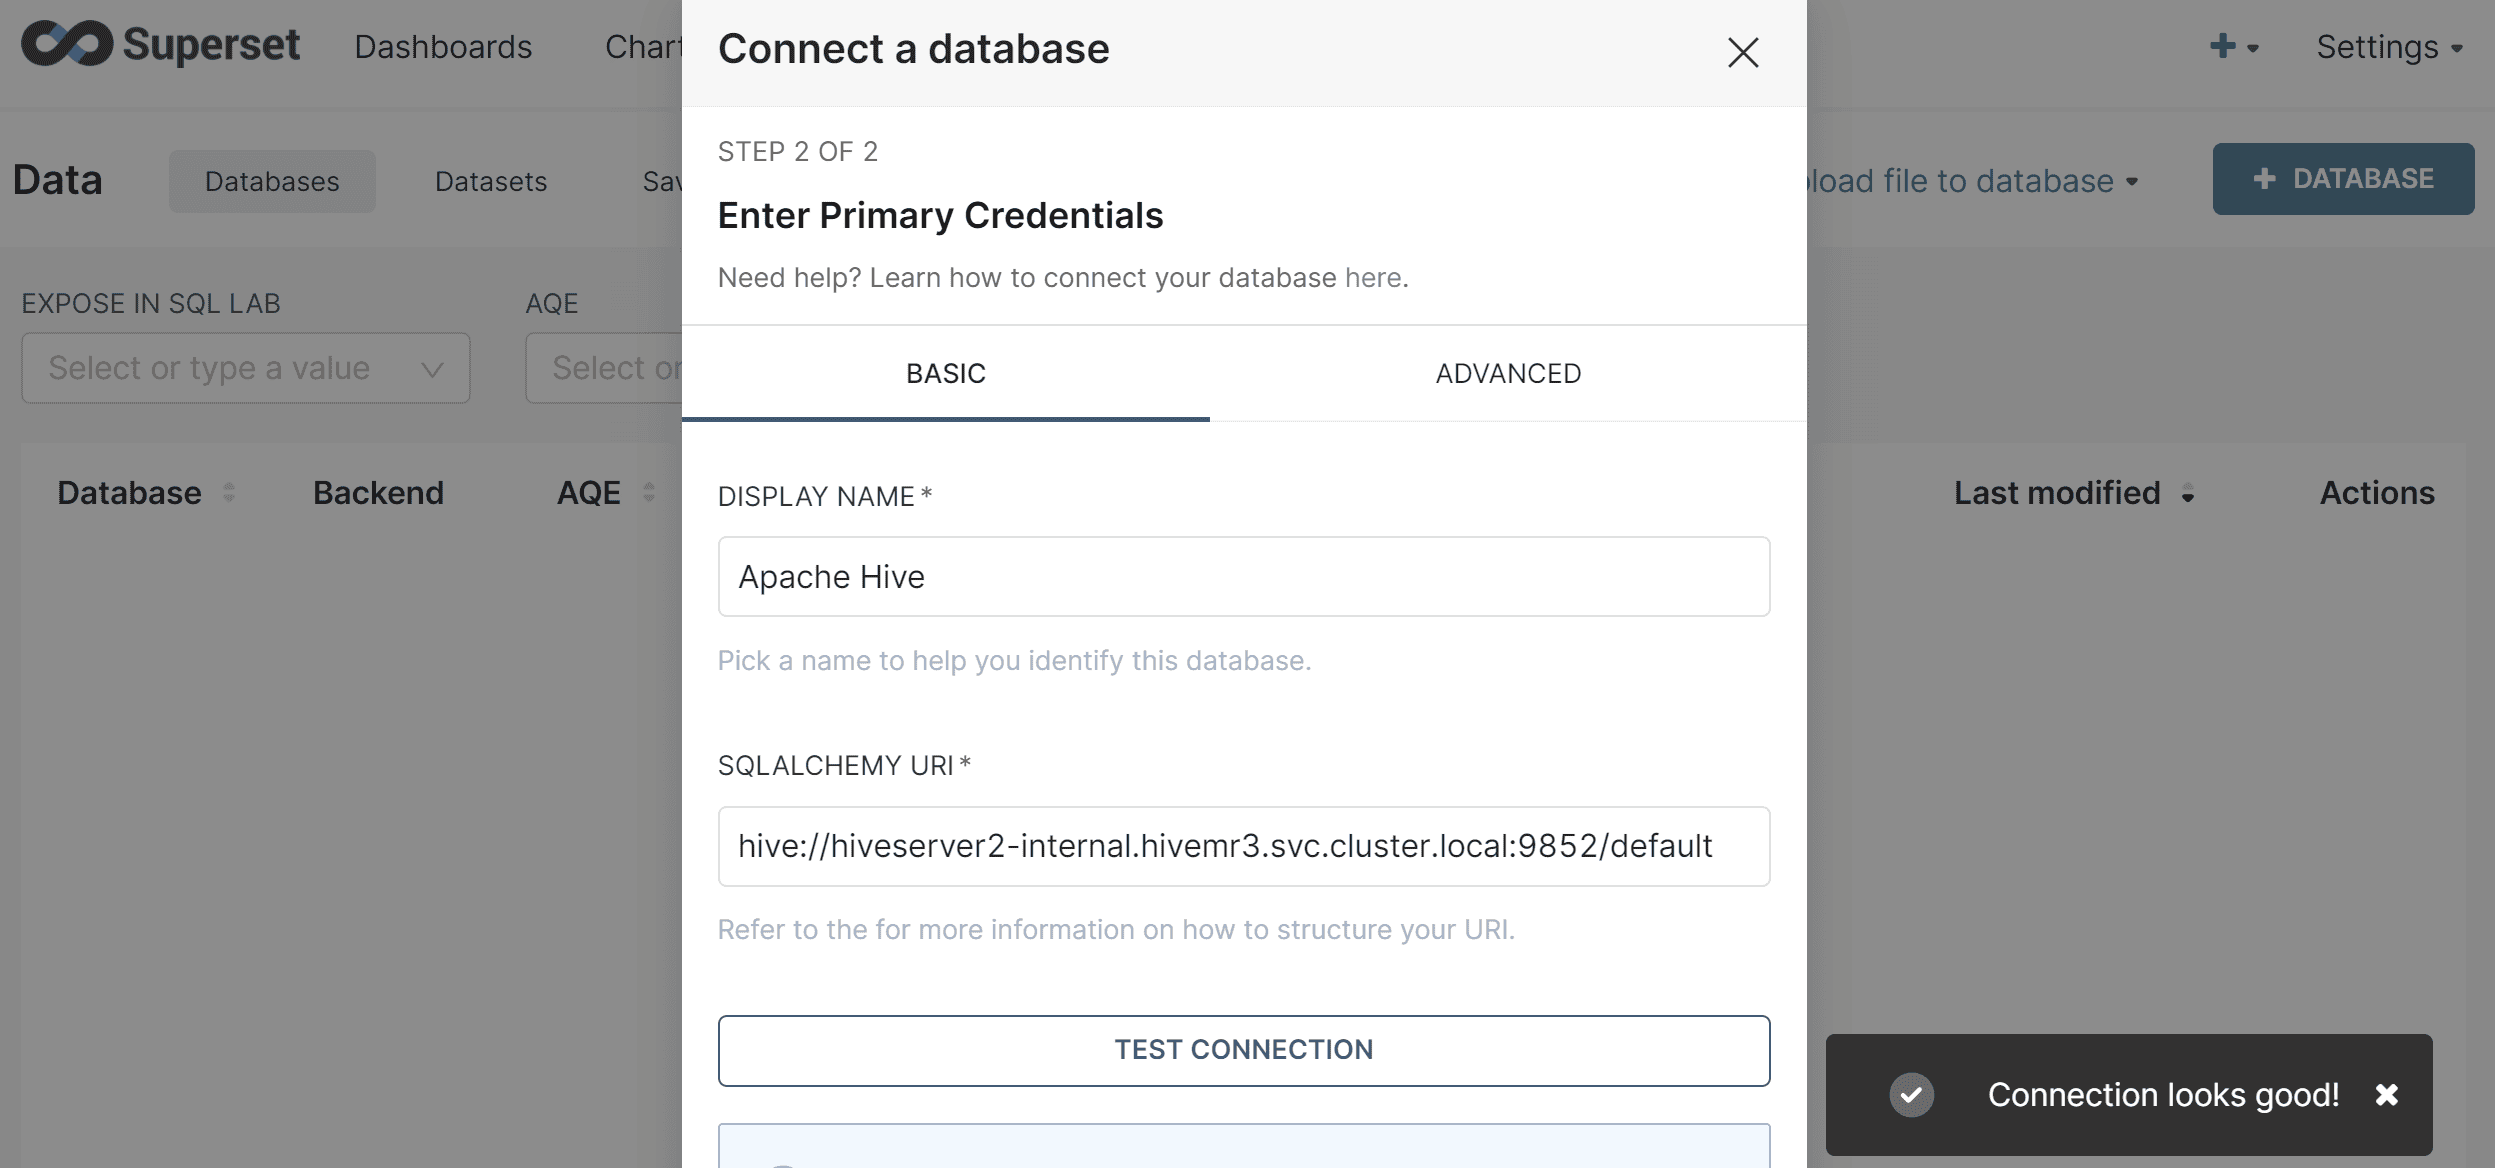 Superset Dashboards Settings
Connect a database
STEP 2 OF 2
Data Databases Datasets load file to database DATABASE
Enter Primary Credentials
Need help? Learn how to connect your database here.
EXPOSE IN SQL LAB AQE
Select or type a value Select or
BASIC ADVANCED
Database Backend AQE Last modified Actions
DISPLAY NAME*
Apache Hive
Pick a name to help you identify this database.
SQLALCHEMY URI*
hive://hiveserver2-internal.hivemr3.svc.cluster.local:9852/default
Refer to the for more information on how to structure your URI.
TEST CONNECTION
Connection looks good!